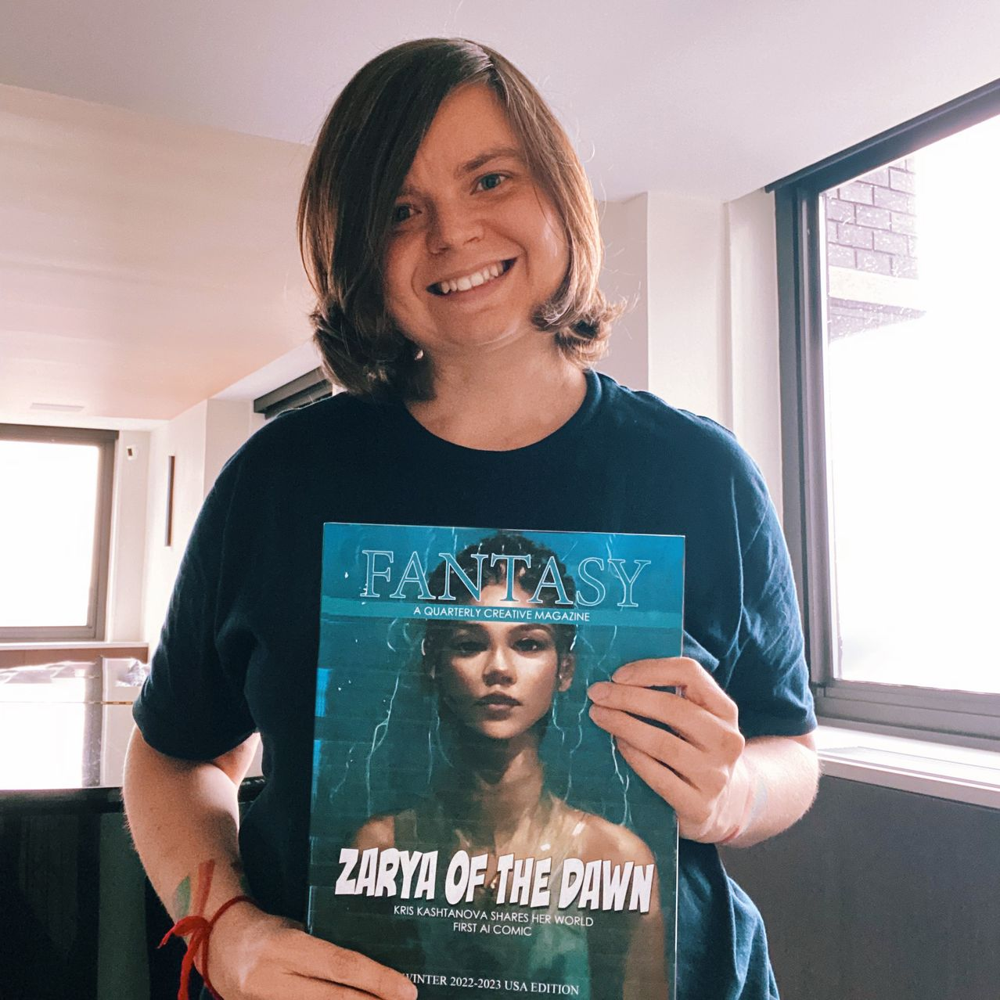 FANTASY
A QUARTERLY CREATIVE MAGAZINE
ZARYA OF THE DAWN
KRIS KASHTANOVA SHARES HER WORLD
FIRST AI COMIC
WINTER 2022-2023 USA EDITION